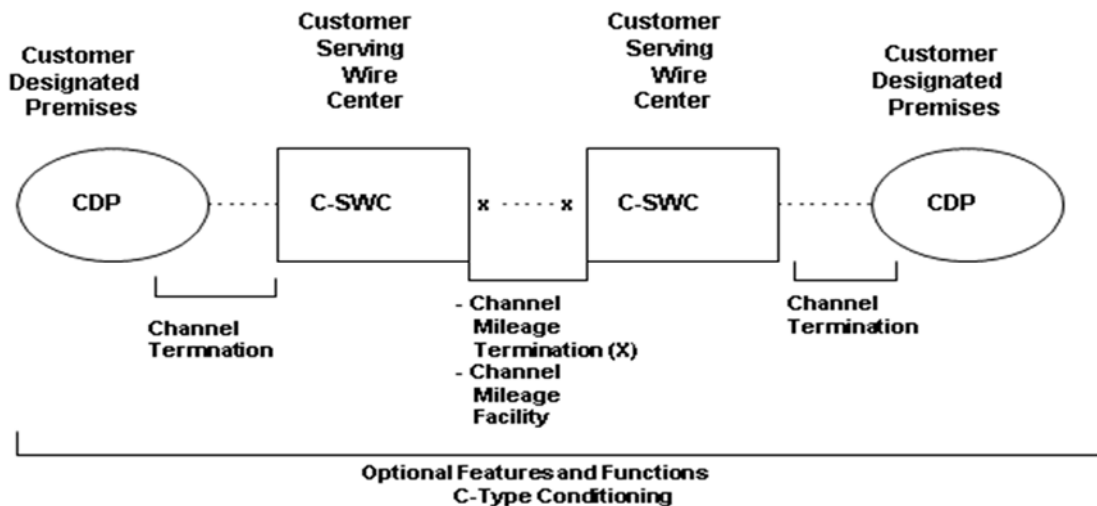 Customer
Designated
Premises
Customer
Serving
Wire
Center
Customer
Serving
Wire
Center
Customer
Designated
Premises
CDP
C-SWC
x ...... x
C-SWC
CDP
Channel
Termnation
- Channel
Mileage
Termination (X)
- Channel
Mileage
Facility
Channel
Termination
Optional Features and Functions
C-Type Conditioning